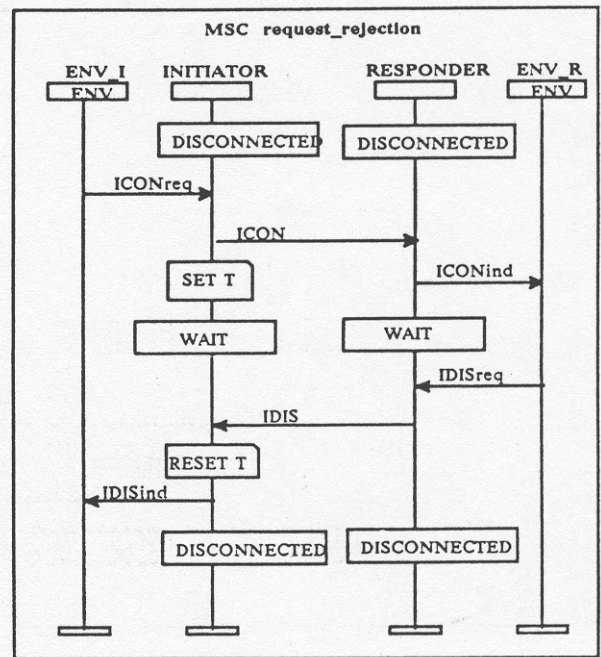 MSC request_rejection
ENV_I INITIATOR RESPONDER ENV_R
ENV ENV
DISCONNECTED DISCONNECTED
ICONreq
ICON
SET T ICONind
WAIT WAIT
IDISreq
IDIS
RESET T
IDISind
DISCONNECTED DISCONNECTED